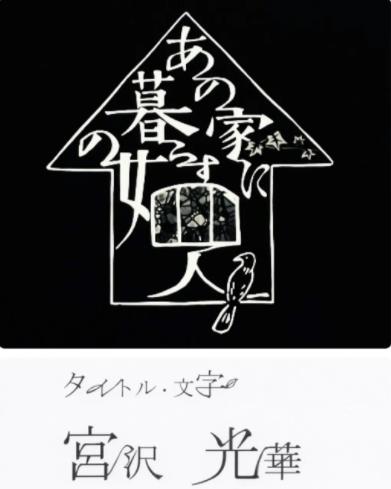 あの家に
暮らす
四人
の女
タイトル・文字
宮沢 光華